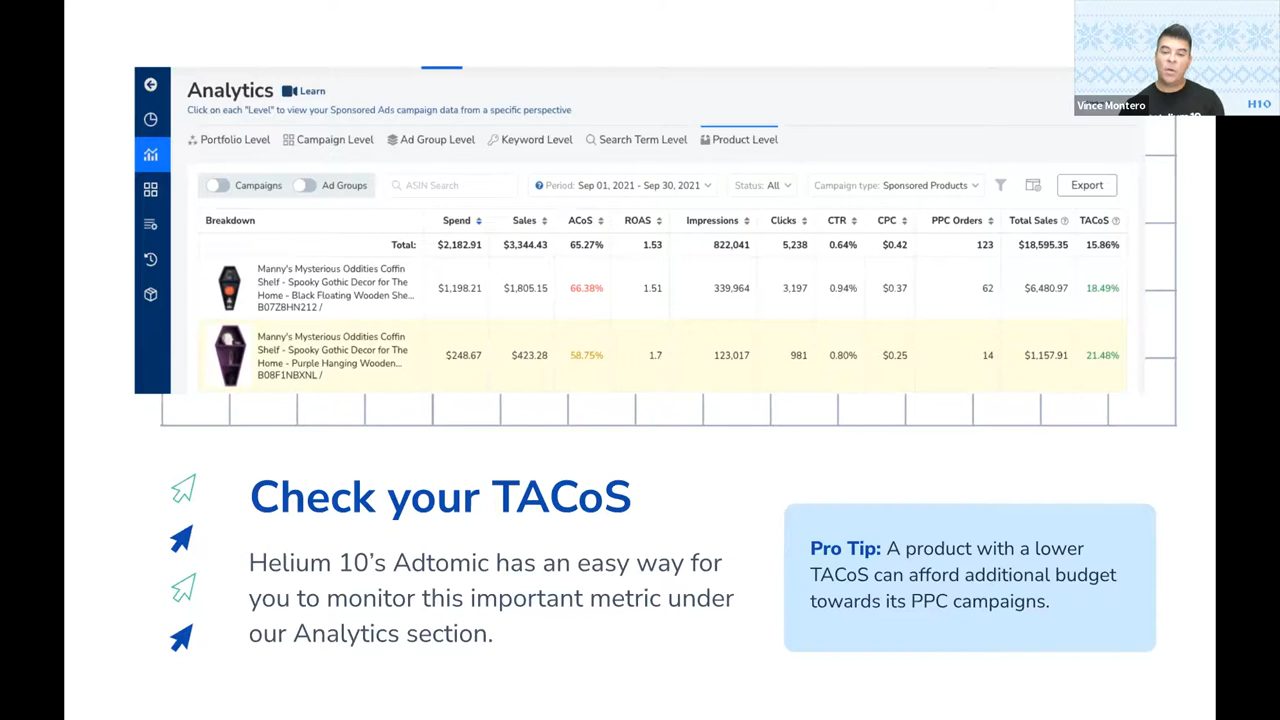 Analytics Learn
Click on each "Level" to view your Sponsored Ads campaign data from a specific perspective
Portfolio Level Campaign Level Ad Group Level Keyword Level Search Term Level Product Level
Campaigns Ad Groups ASIN Search Period: Sep 01, 2021 - Sep 30, 2021 Status: All Campaign type: Sponsored Products Export
Breakdown Spend Sales ACoS ROAS Impressions Clicks CTR CPC PPC Orders Total Sales TACoS
Total: $2,182.91 $3,344.43 65.27% 1.53 822,041 5,238 0.64% $0.42 123 $18,595.35 15.86%
Manny's Mysterious Oddities Coffin
Shelf - Spooky Gothic Decor for The
Home - Black Floating Wooden She...
B07Z8HN212 /
$1,198.21 $1,805.15 66.38% 1.51 339,964 3,197 0.94% $0.37 62 $6,480.97 18.49%
Manny's Mysterious Oddities Coffin
Shelf - Spooky Gothic Decor for The
Home - Purple Hanging Wooden...
B08F1NBXNL /
$248.67 $423.28 58.75% 1.7 123,017 981 0.80% $0.25 14 $1,157.91 21.48%
Vince Montero
H10
Check your TACoS
Helium 10’s Adtomic has an easy way for
you to monitor this important metric under
our Analytics section.
Pro Tip: A product with a lower
TACoS can afford additional budget
towards its PPC campaigns.